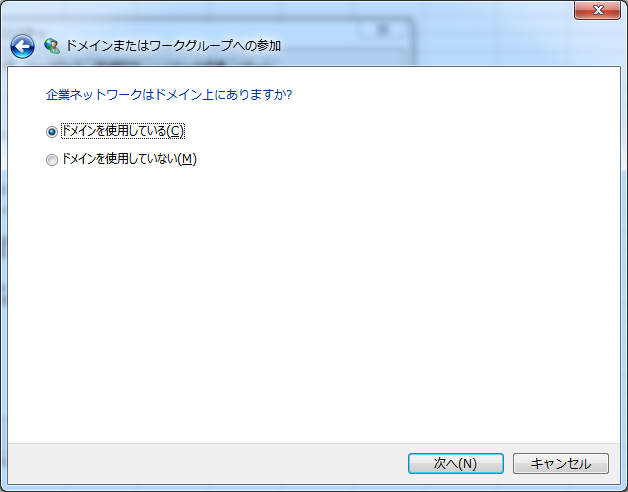 ドメインまたはワークグループへの参加
企業ネットワークはドメイン上にありますか?
ドメインを使用している(C)
ドメインを使用していない(M)
次へ(N)
キャンセル